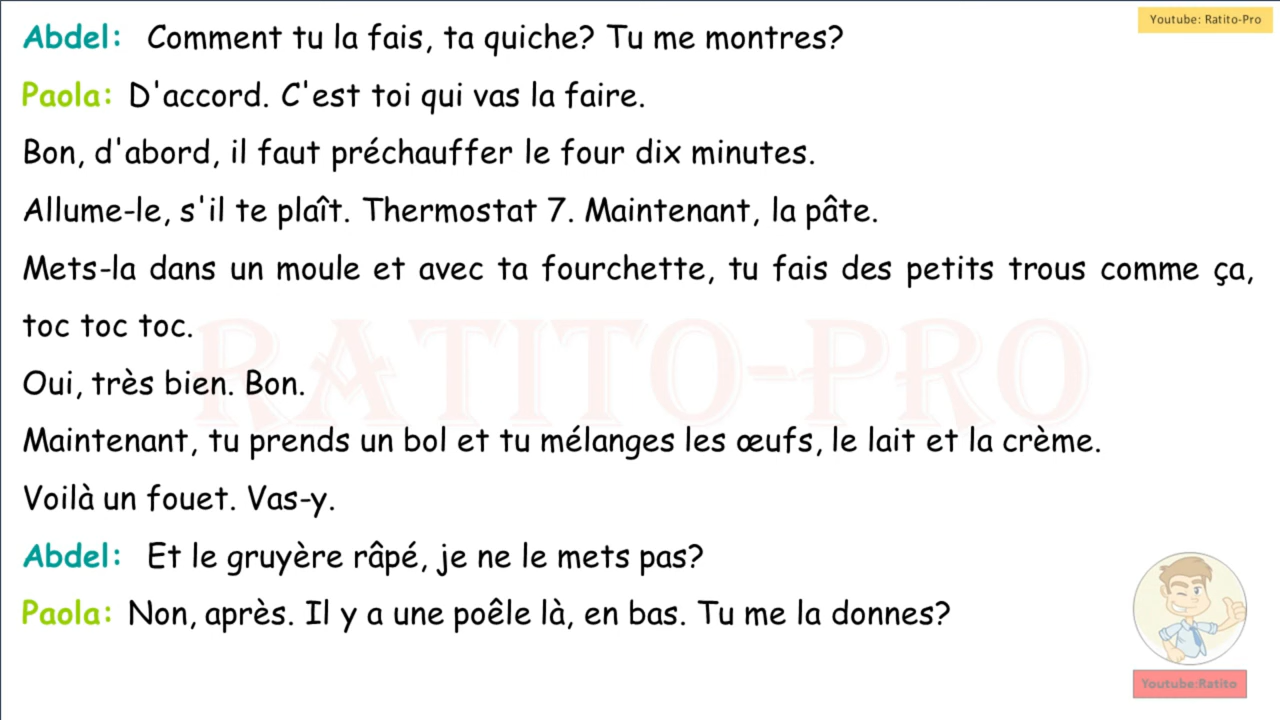 Youtube: Ratito-Pro
Abdel: Comment tu la fais, ta quiche? Tu me montres?
Paola: D'accord. C'est toi qui vas la faire.
Bon, d'abord, il faut préchauffer le four dix minutes.
Allume-le, s'il te plaît. Thermostat 7. Maintenant, la pâte.
Mets-la dans un moule et avec ta fourchette, tu fais des petits trous comme ça,
toc toc toc.
RATITO-PRO
Oui, très bien. Bon.
Maintenant, tu prends un bol et tu mélanges les œufs, le lait et la crème.
Voilà un fouet. Vas-y.
Abdel: Et le gruyère râpé, je ne le mets pas?
Paola: Non, après. Il y a une poêle là, en bas. Tu me la donnes?
Youtube:Ratito